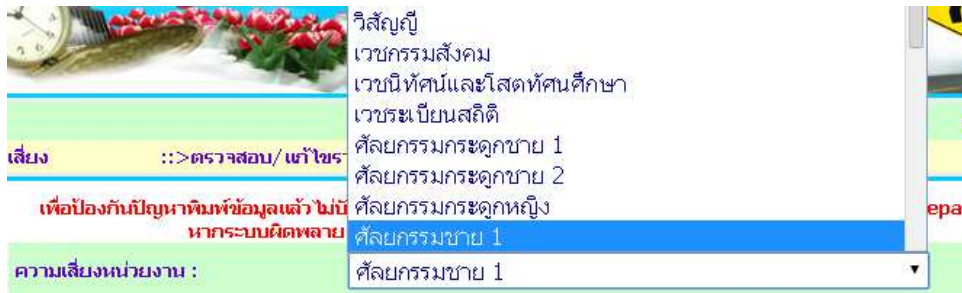 วิสัญญี
เวชกรรมสังคม
เวชนิทัศน์และโสตทัศนศึกษา
เวชระเบียนสถิติ
ศัลยกรรมกระดูกชาย 1
ศัลยกรรมกระดูกชาย 2
ศัลยกรรมกระดูกหญิง
ศัลยกรรมชาย 1
เสี่ยง ::>ตรวจสอบ/แก้ไขรา
เพื่อป้องกันปัญหาพิมพ์ข้อมูลแล้วไม่บั epa
หากระบบผิดพลาย
ความเสี่ยงหน่วยงาน : ศัลยกรรมชาย 1